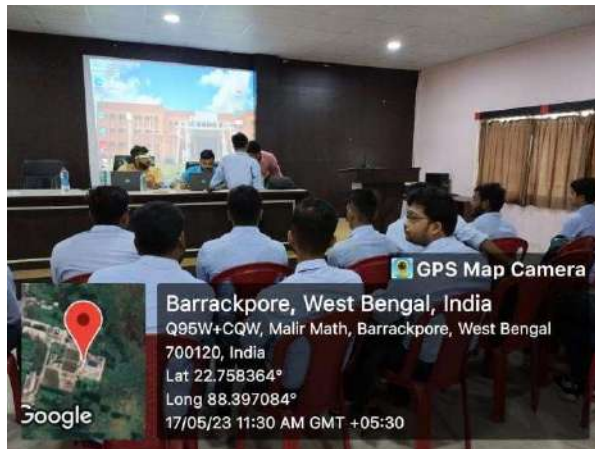 GPS Map Camera
Barrackpore, West Bengal, India
Q95W+CQW, Malir Math, Barrackpore, West Bengal
700120, India
Lat 22.758364°
Long 88.397084°
17/05/23 11:30 AM GMT +05:30
Google